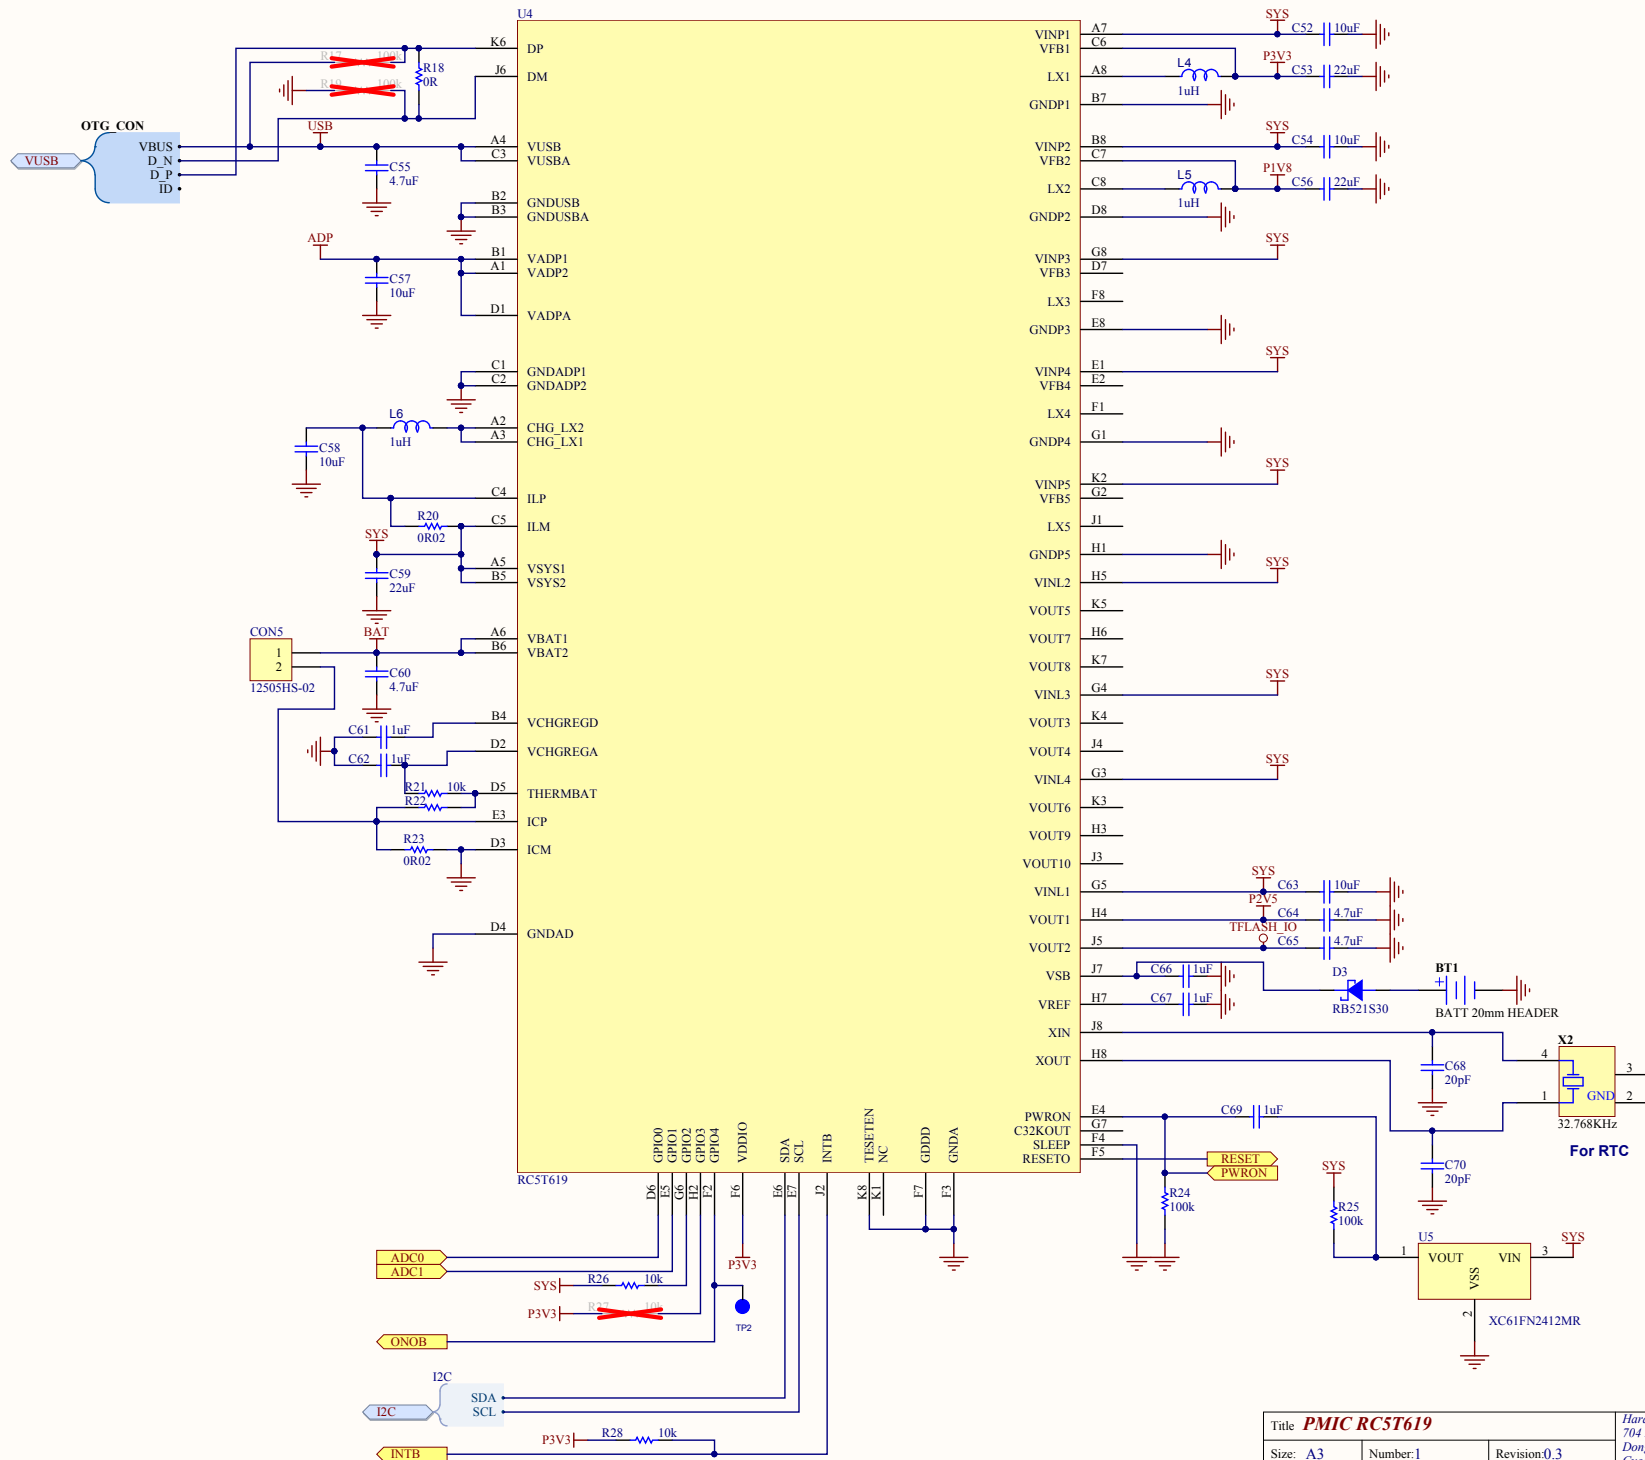 U4
R17 100k
R18
0R
R19 100k
OTG_CON
VUSB
VBUS
D_N
D_P
ID
USB
C55
4.7uF
ADP
C57
10uF
L6
1uH
C58
10uF
R20
0R02
SYS
C59
22uF
CON5
1
2
12505HS-02
BAT
C60
4.7uF
C61 1uF
C62 1uF
R21 10k
R22
R23
0R02
K6 DP
J6 DM
A4 VUSB
C3 VUSBA
B2 GNDUSB
B3 GNDUSBA
B1 VADP1
A1 VADP2
D1 VADPA
C1 GNDADP1
C2 GNDADP2
A2 CHG_LX2
A3 CHG_LX1
C4 ILP
C5 ILM
A5 VSYS1
B5 VSYS2
A6 VBAT1
B6 VBAT2
B4 VCHGREGD
D2 VCHGREGA
D5 THERMBAT
E3 ICP
D3 ICM
D4 GNDAD
VINP1 A7 SYS C52 10uF
VFB1 C6
LX1 A8 L4 1uH P3V3 C53 22uF
GNDP1 B7
VINP2 B8 SYS C54 10uF
VFB2 C7
LX2 C8 L5 1uH P1V8 C56 22uF
GNDP2 D8
VINP3 G8 SYS
VFB3 D7
LX3 F8
GNDP3 E8
VINP4 E1 SYS
VFB4 E2
LX4 F1
GNDP4 G1
VINP5 K2 SYS
VFB5 G2
LX5 J1
GNDP5 H1
VINL2 H5 SYS
VOUT5 K5
VOUT7 H6
VOUT8 K7
VINL3 G4 SYS
VOUT3 K4
VOUT4 J4
VINL4 G3 SYS
VOUT6 K3
VOUT9 H3
VOUT10 J3
VINL1 G5 SYS C63 10uF
VOUT1 H4 P2V5 C64 4.7uF
VOUT2 J5 TFLASH_IO C65 4.7uF
VSB J7 C66 1uF
VREF H7 C67 1uF
XIN J8
XOUT H8
PWRON E4
C32KOUT G7
SLEEP F4
RESETO F5
D3
RB521S30
BT1
+
BATT 20mm HEADER
X2
4
1
3
2
GND
32.768KHz
For RTC
C68
20pF
C70
20pF
C69 1uF
RESET
PWRON
R24
100k
SYS
R25
100k
U5
1 VOUT VIN 3
VSS
2
SYS
XC61FN2412MR
RC5T619
GPIO0 D6
GPIO1 E5
GPIO2 G6
GPIO3 H2
GPIO4 F2
VDDIO F6
SDA E6
SCL E7
INTB J2
TESETEN K8
NC K1
GDDD F7
GNDA F3
P3V3
ADC0
ADC1
SYS R26 10k
P3V3 R27 10k
TP2
ONOB
I2C
I2C
SDA
SCL
P3V3 R28 10k
INTB
Title PMIC RC5T619
Size: A3 Number:1 Revision:0.3
Hard
704
Don